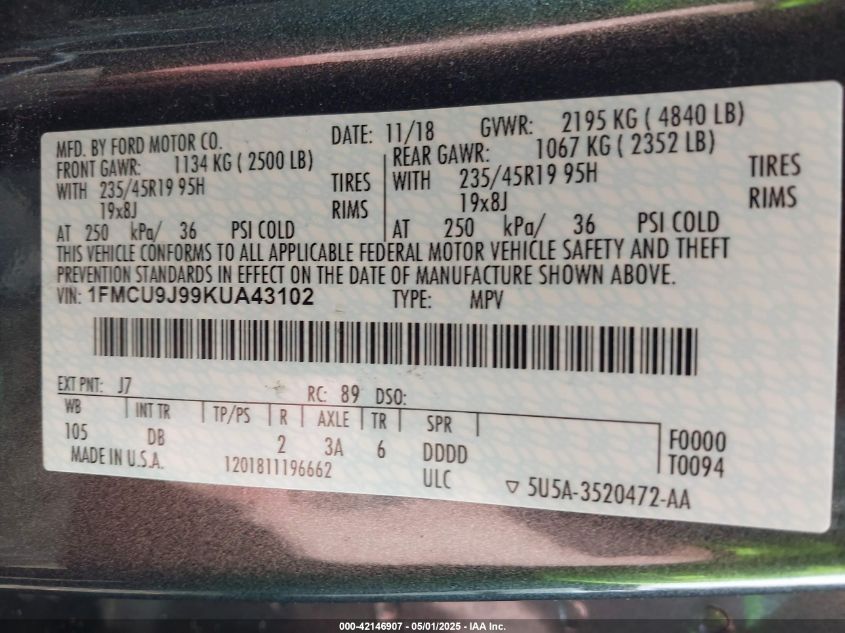 MFD. BY FORD MOTOR CO. DATE: 11/18 GVWR: 2195 KG ( 4840 LB)
FRONT GAWR: 1134 KG ( 2500 LB) REAR GAWR: 1067 KG ( 2352 LB)
WITH 235/45R19 95H TIRES WITH 235/45R19 95H TIRES
19x8J RIMS 19x8J RIMS
AT 250 kPa/ 36 PSI COLD AT 250 kPa/ 36 PSI COLD
THIS VEHICLE CONFORMS TO ALL APPLICABLE FEDERAL MOTOR VEHICLE SAFETY AND THEFT
PREVENTION STANDARDS IN EFFECT ON THE DATE OF MANUFACTURE SHOWN ABOVE.
VIN: 1FMCU9J99KUA43102 TYPE: MPV
EXT PNT: J7 RC: 89 DSO:
WB INT TR TP/PS R AXLE TR SPR
105 DB 2 3A 6 DDDD F0000
MADE IN U.S.A. 1201811196662 ULC T0094
▽ 5U5A-3520472-AA
000-42146907 - 05/01/2025 - IAA Inc.